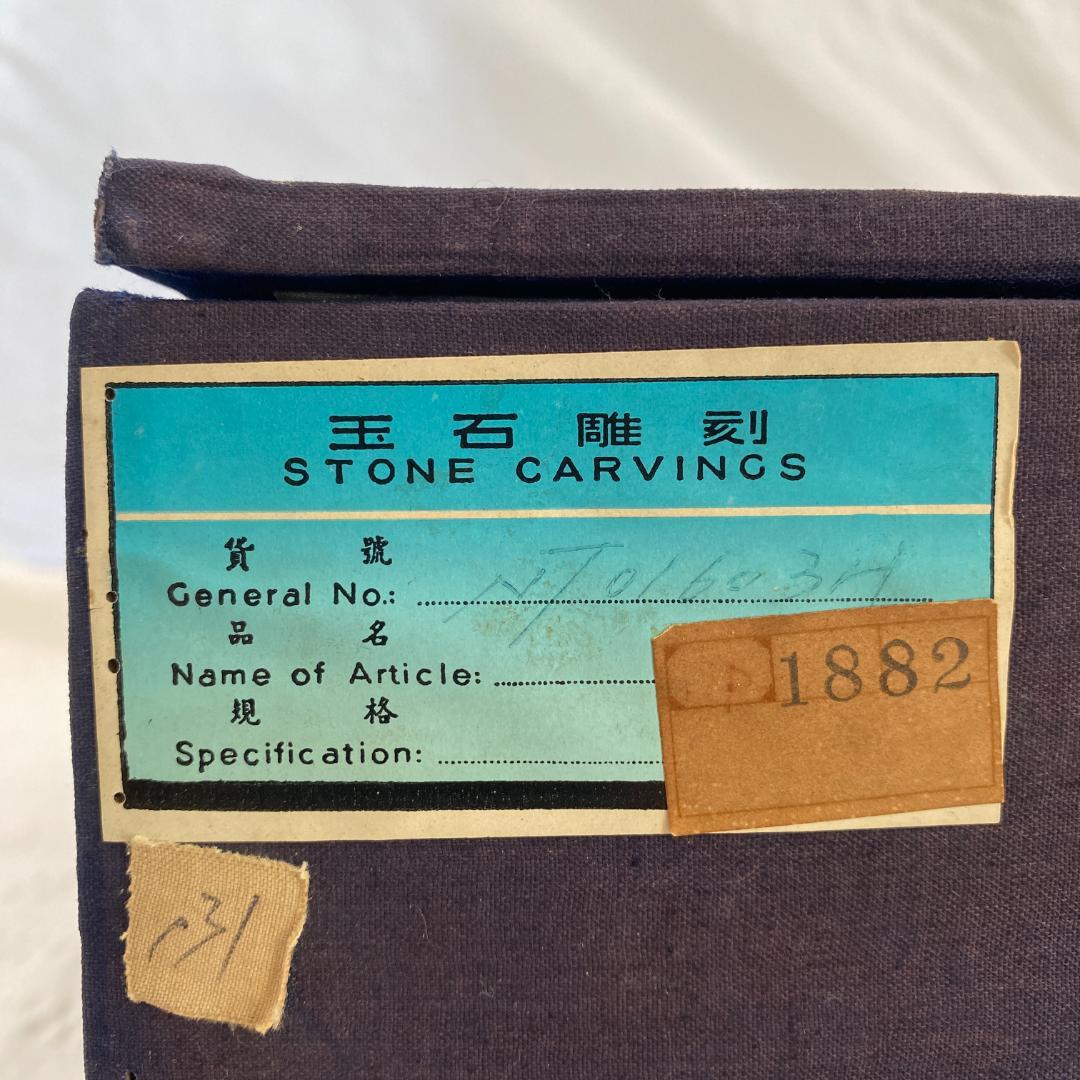 玉石雕刻
STONE CARVINGS
貨號
General No.: NT01603H
品名
Name of Article:
規格
Specification:
1882